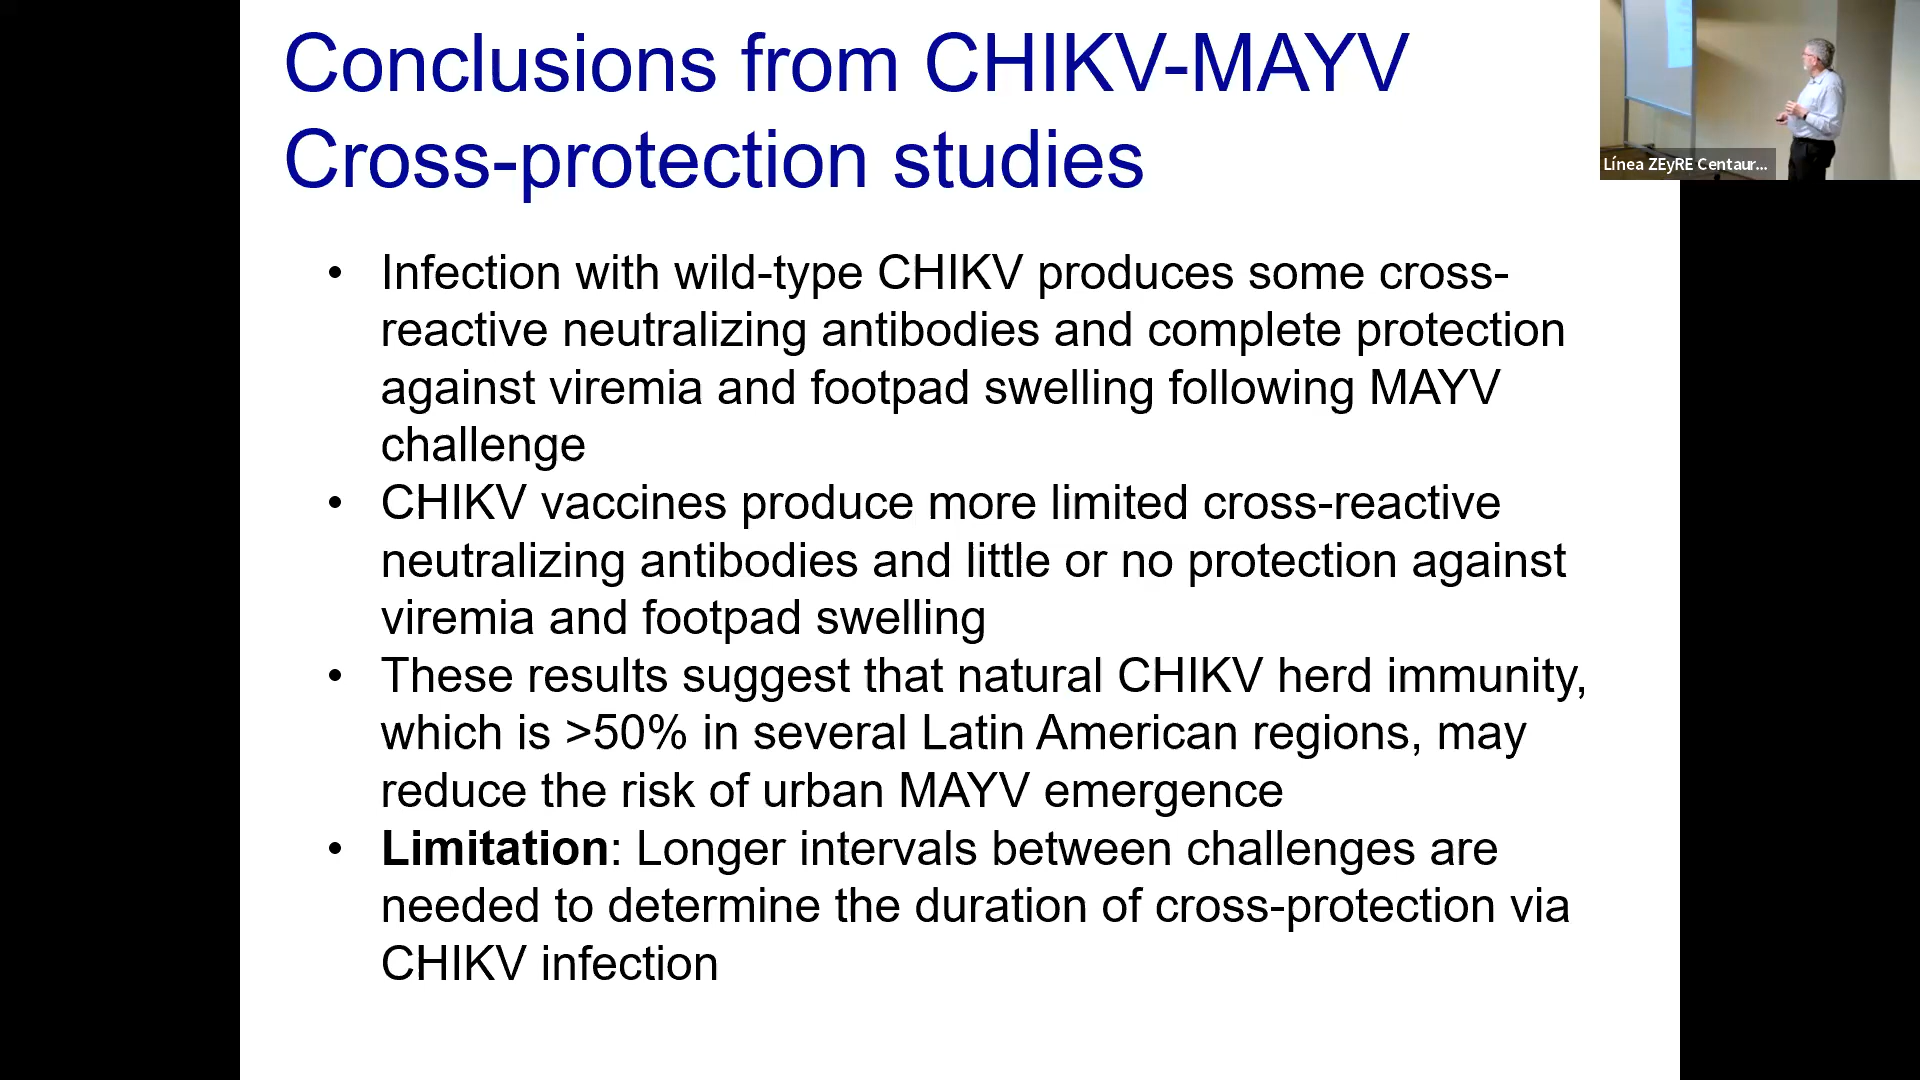 Conclusions from CHIKV-MAYV
Cross-protection studies
Línea ZEyRE Centaur...
• Infection with wild-type CHIKV produces some cross-
reactive neutralizing antibodies and complete protection
against viremia and footpad swelling following MAYV
challenge
• CHIKV vaccines produce more limited cross-reactive
neutralizing antibodies and little or no protection against
viremia and footpad swelling
• These results suggest that natural CHIKV herd immunity,
which is >50% in several Latin American regions, may
reduce the risk of urban MAYV emergence
• Limitation: Longer intervals between challenges are
needed to determine the duration of cross-protection via
CHIKV infection